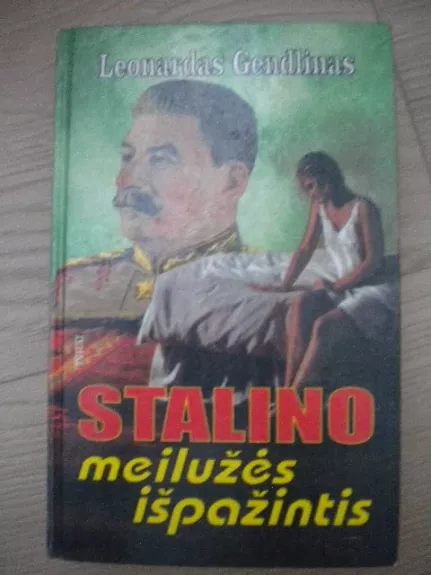 Leonardas Gendlinas
STALINO
meilužės
išpažintis